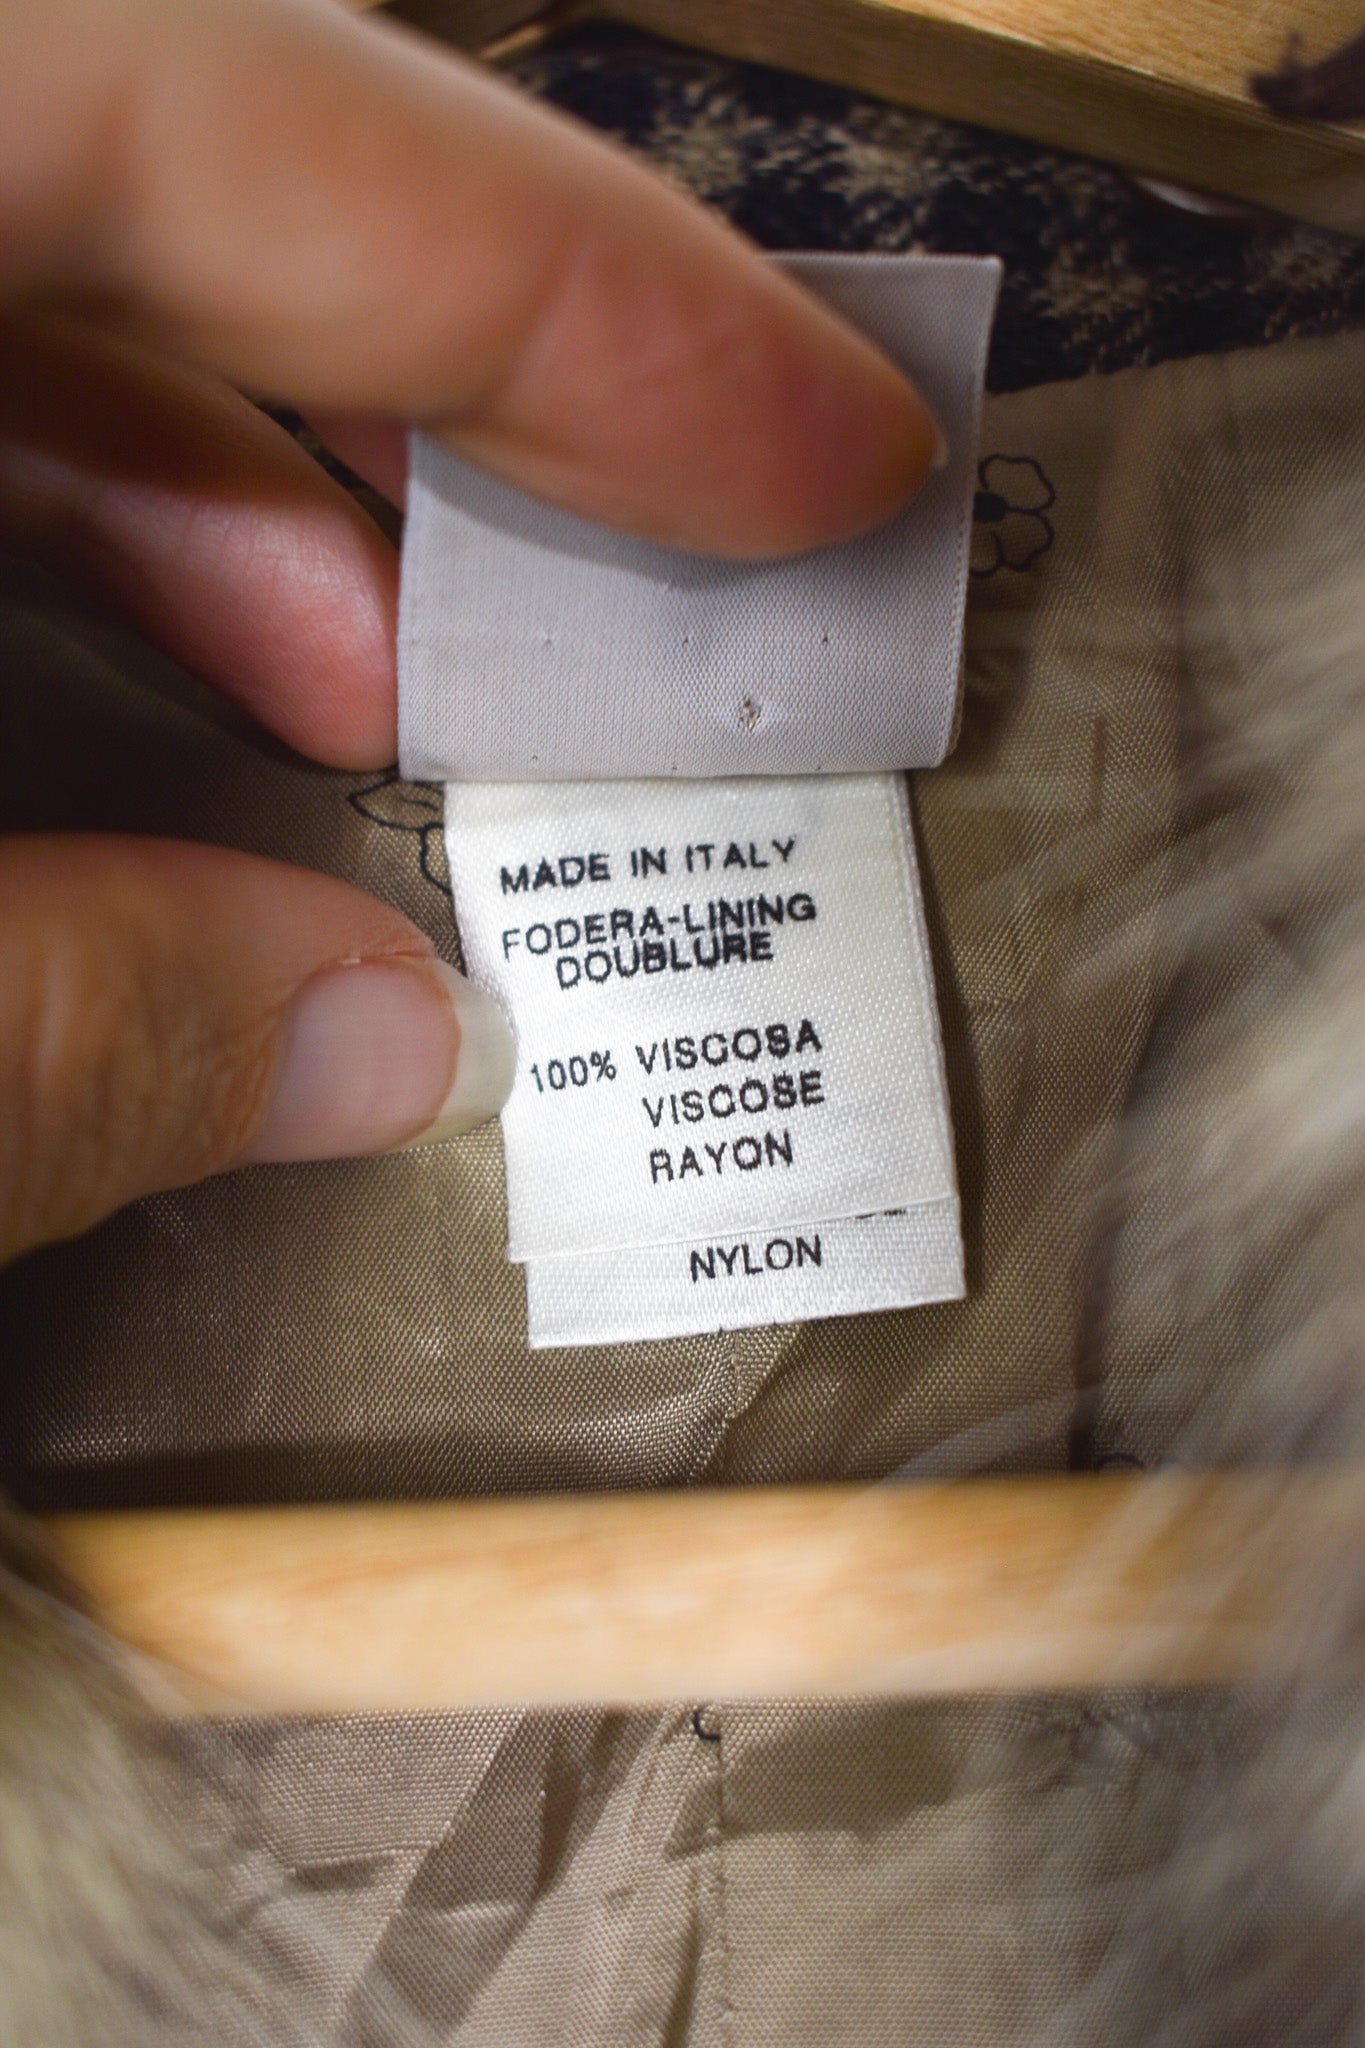 MADE IN ITALY
FODERA-LINING
DOUBLURE
100% VISCOSA
VISCOSE
RAYON
NYLON